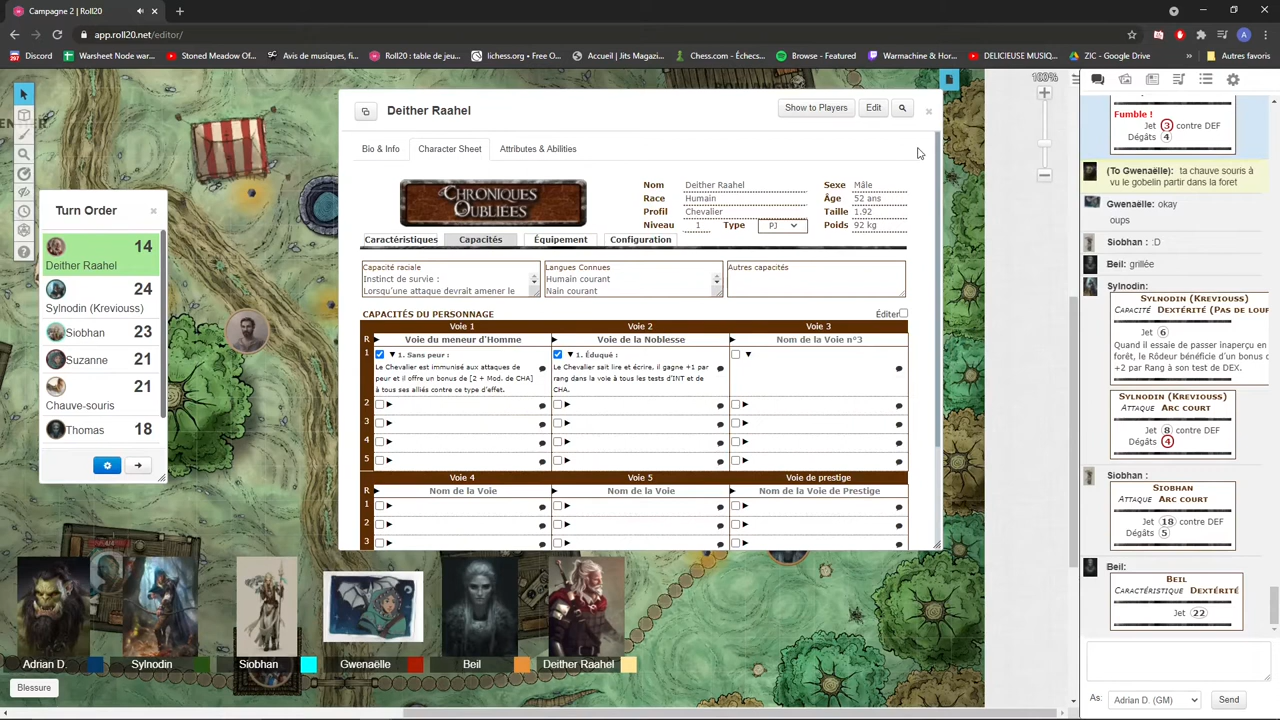 Campagne 2 | Roll20
app.roll20.net/editor/
Discord
Warsheet Node war...
Stoned Meadow Of...
Avis de musiques, fi...
Roll20 : table de jeu...
lichess.org • Free O...
Accueil | Jitsi Magazi...
Chess.com - Échecs...
Browse - Featured
Warmachine & Hor...
DELICIEUSE MUSIQ...
ZIC - Google Drive
Autres favoris
100%
Deither Raahel
Show to Players
Edit
Bio & Info
Character Sheet
Attributes & Abilities
CHRONIQUES
OUBLIÉES
Nom Deither Raahel Sexe Mâle
Race Humain Âge 52 ans
Profil Chevalier Taille 1.92
Niveau 1 Type PJ Poids 92 kg
Caractéristiques
Capacités
Équipement
Configuration
Capacité raciale
Instinct de survie :
Lorsqu'une attaque devrait amener le
Langues Connues
Humain courant
Nain courant
Autres capacités
CAPACITÉS DU PERSONNAGE
Éditer
Voie 1 Voie 2 Voie 3
R Voie du meneur d'Homme Voie de la Noblesse Nom de la Voie n°3
1
1. Sans peur :
Le Chevalier est immunisé aux attaques de
peur et il offre un bonus de [2 + Mod. de CHA]
à tous ses alliés contre ce type d'effet.
1. Éduqué :
Le Chevalier sait lire et écrire, il gagne +1 par
rang dans la voie à tous les tests d'INT et de
CHA.
2
3
4
5
Voie 4 Voie 5 Voie de prestige
R Nom de la Voie Nom de la Voie Nom de la Voie de Prestige
1
2
3
Turn Order
14
Deither Raahel
24
Sylnodin (Kreviouss)
Siobhan 23
Suzanne 21
21
Chauve-souris
Thomas 18
Adrian D.
Sylnodin
Siobhan
Gwenaëlle
Beil
Deither Raahel
Blessure
Fumble !
Jet 3 contre DEF
Dégâts 4
(To Gwenaëlle): ta chauve souris à
vu le gobelin partir dans la foret
Gwenaëlle: okay
oups
Siobhan : :D
Beil: grillée
Sylnodin:
SYLNODIN (KREVIOUSS)
CAPACITÉ DEXTÉRITÉ (PAS DE LOUP
Jet 6
Quand il essaie de passer inaperçu en
forêt, le Rôdeur bénéficie d'un bonus d
+2 par Rang à son test de DEX.
SYLNODIN (KREVIOUSS)
ATTAQUE ARC COURT
Jet 8 contre DEF
Dégâts 4
Siobhan :
SIOBHAN
ATTAQUE ARC COURT
Jet 18 contre DEF
Dégâts 5
Beil:
BEIL
CARACTÉRISTIQUE DEXTÉRITÉ
Jet 22
As: Adrian D. (GM)
Send